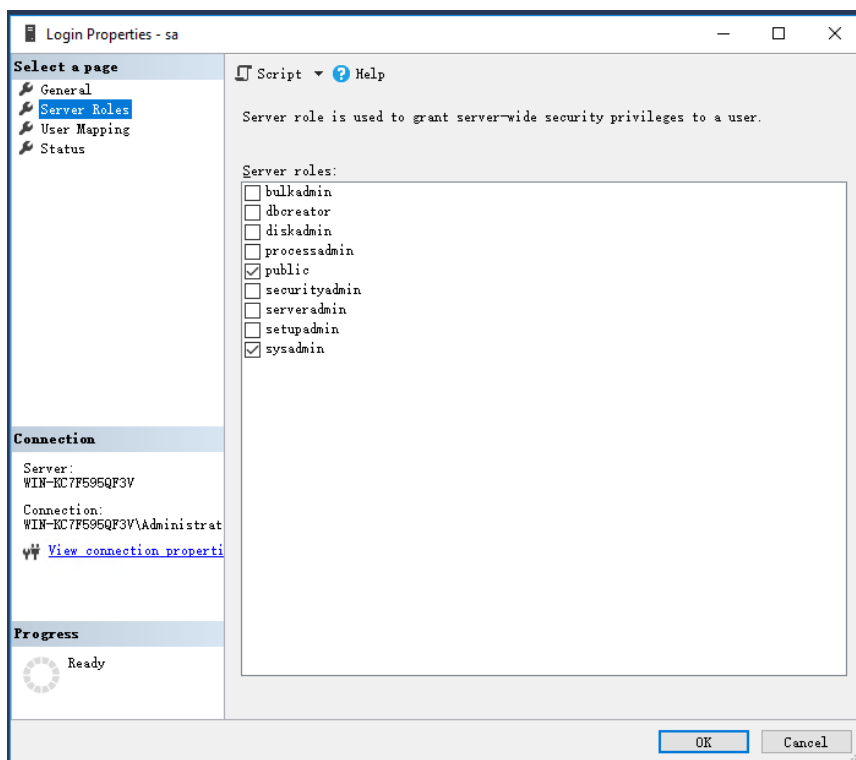 Login Properties - sa
Select a page
General
Server Roles
User Mapping
Status
Script
Help
Server role is used to grant server-wide security privileges to a user.
Server roles:
bulkadmin
dbcreator
diskadmin
processadmin
public
securityadmin
serveradmin
setupadmin
sysadmin
Connection
Server:
WIN-KC7F595QF3V
Connection:
WIN-KC7F595QF3V\Administrat
View connection properti
Progress
Ready
OK
Cancel